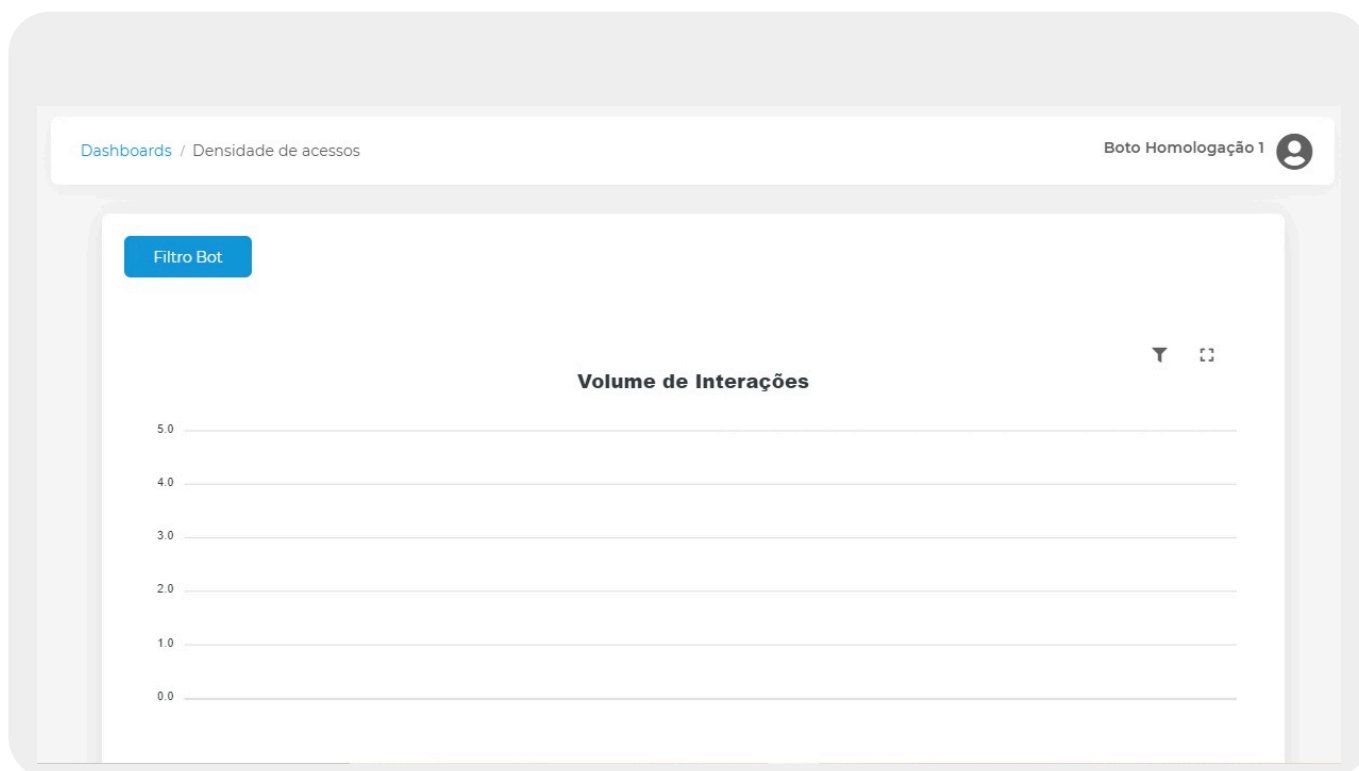 Dashboards / Densidade de acessos
Boto Homologação 1
Filtro Bot
Volume de Interações
5.0
4.0
3.0
2.0
1.0
0.0